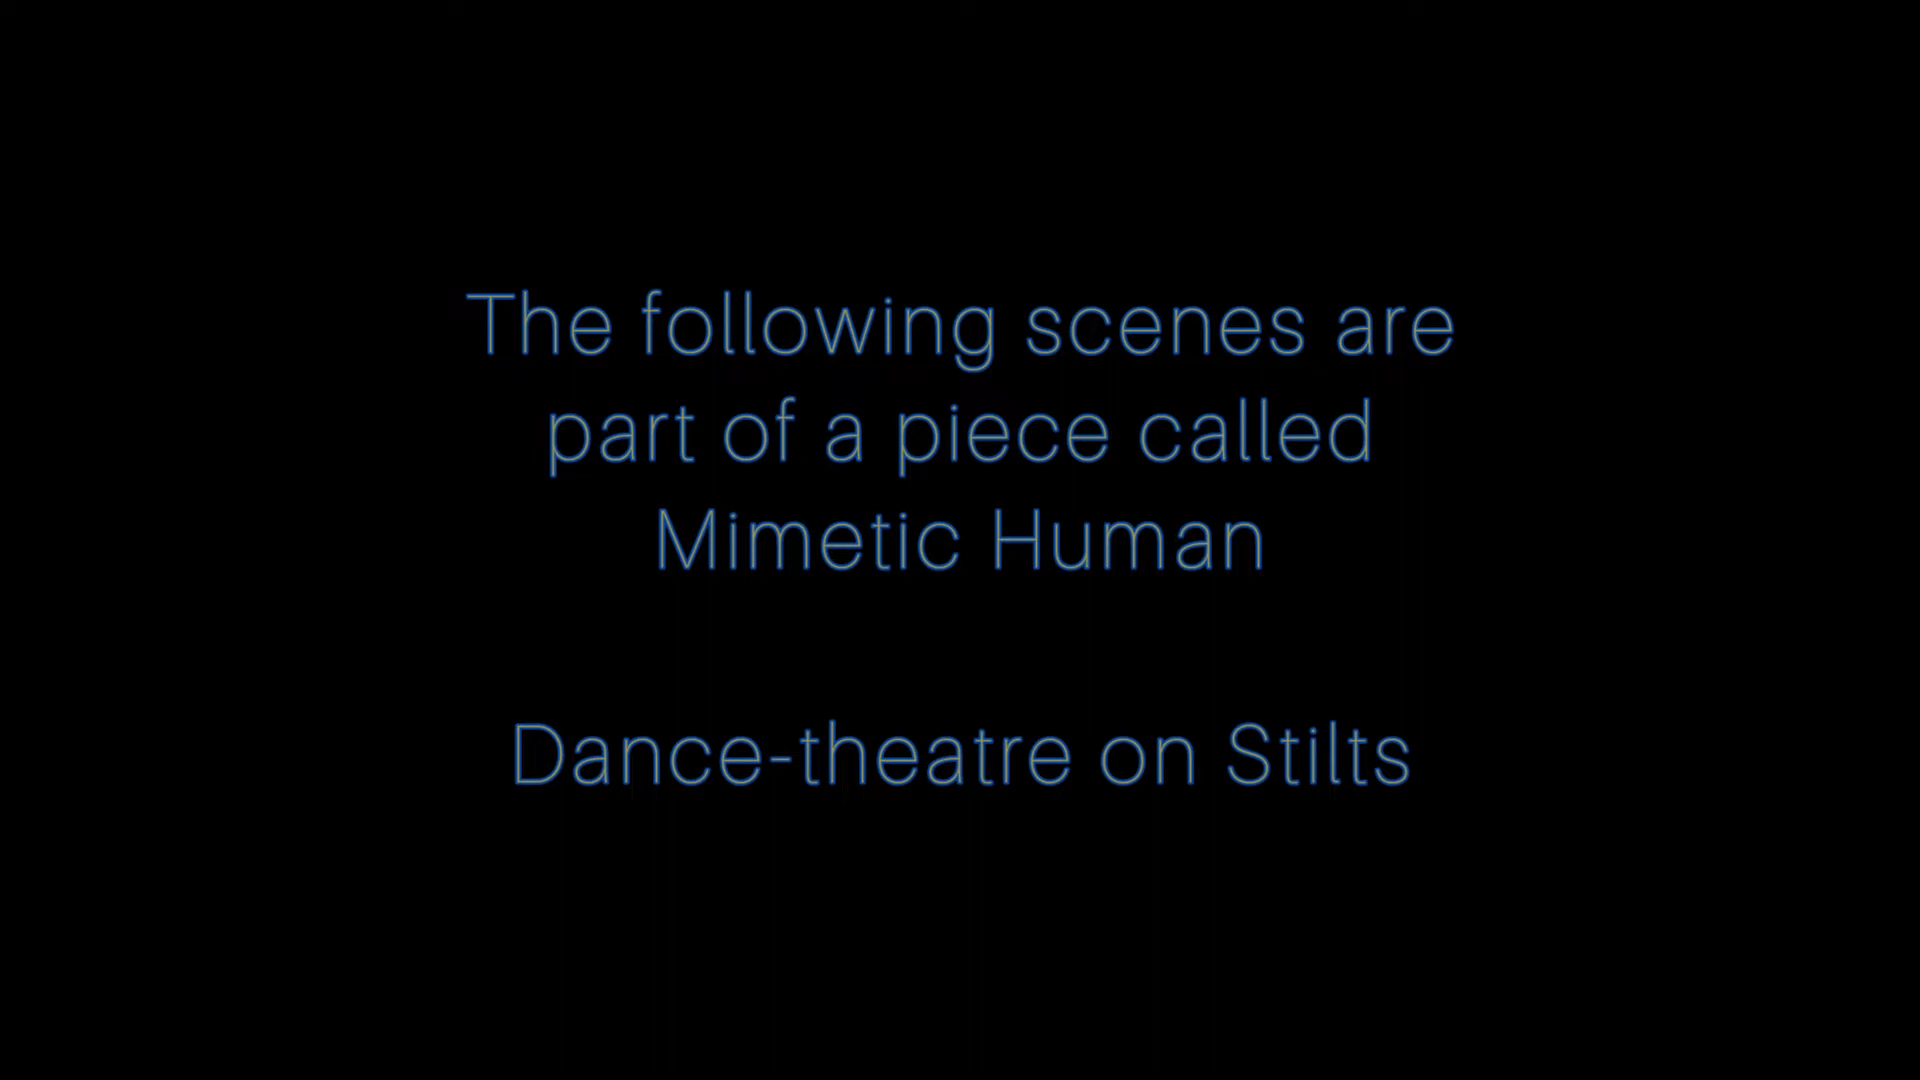 The following scenes are
part of a piece called
Mimetic Human
Dance-theatre on Stilts